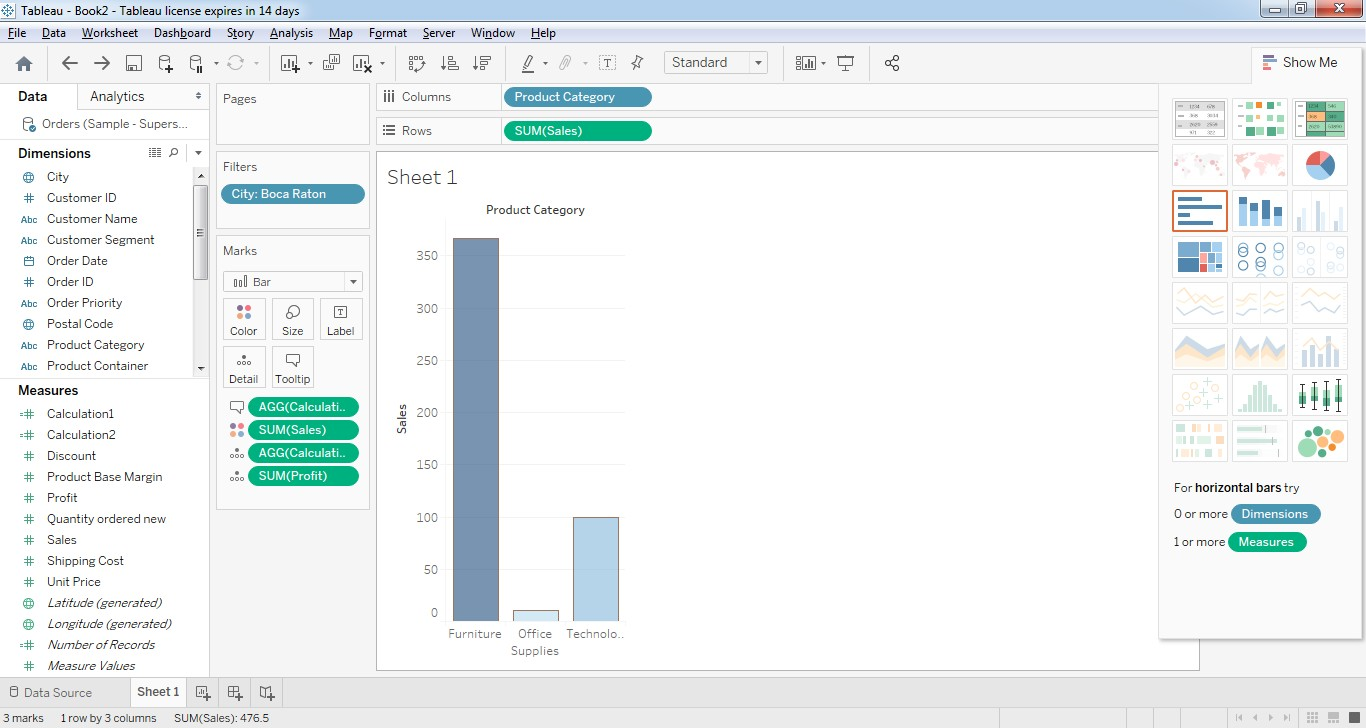 Tableau - Book2 - Tableau license expires in 14 days
File Data Worksheet Dashboard Story Analysis Map Format Server Window Help
Standard
Show Me
Data Analytics
Orders (Sample - Supers...
Dimensions
City
Customer ID
Abc Customer Name
Abc Customer Segment
Order Date
Order ID
Abc Order Priority
Postal Code
Abc Product Category
Abc Product Container
Measures
Calculation1
Calculation2
Discount
Product Base Margin
Profit
Quantity ordered new
Sales
Shipping Cost
Unit Price
Latitude (generated)
Longitude (generated)
Number of Records
Measure Values
Pages
Filters
City: Boca Raton
Marks
Bar
Color Size Label
Detail Tooltip
AGG(Calculati..
SUM(Sales)
AGG(Calculati..
SUM(Profit)
Columns Product Category
Rows SUM(Sales)
Sheet 1
Product Category
350
300
250
200
150
100
50
0
Sales
Furniture Office Technolo..
Supplies
For horizontal bars try
0 or more Dimensions
1 or more Measures
Data Source Sheet 1
3 marks 1 row by 3 columns SUM(Sales): 476.5